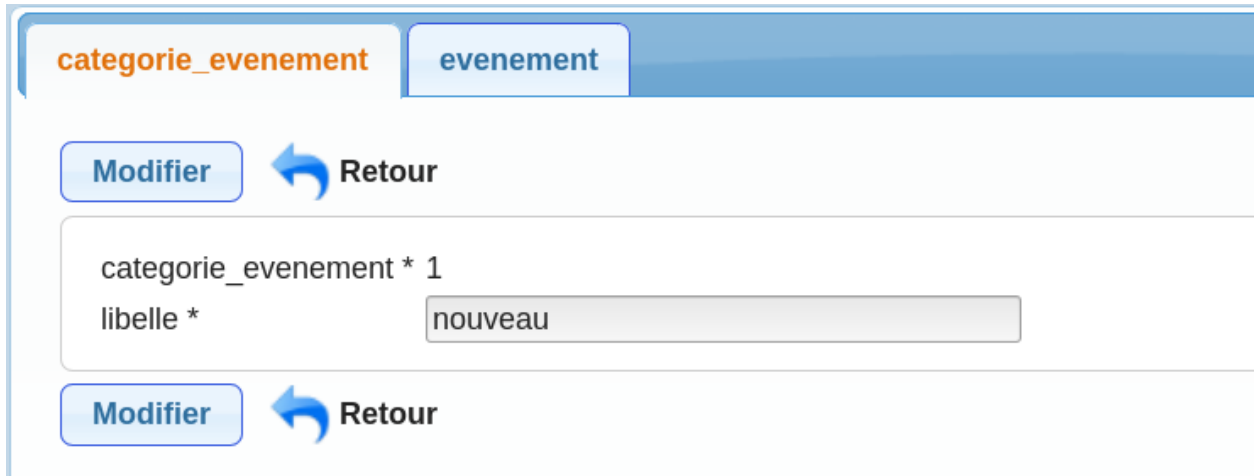 categorie_evenement evenement
Modifier Retour
categorie_evenement * 1
libelle * nouveau
Modifier Retour